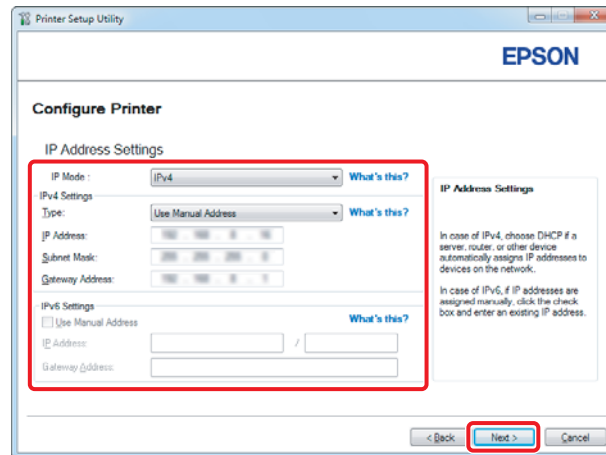 Printer Setup Utility
EPSON
Configure Printer
IP Address Settings
IP Mode : IPv4 What's this?
IPv4 Settings
Type: Use Manual Address What's this?
IP Address:
Subnet Mask:
Gateway Address:
IPv6 Settings
Use Manual Address What's this?
IP Address: /
Gateway Address:
IP Address Settings
In case of IPv4, choose DHCP if a
server, router, or other device
automatically assigns IP addresses to
devices on the network.
In case of IPv6, if IP addresses are
assigned manually, click the check
box and enter an existing IP address.
< Back Next > Cancel